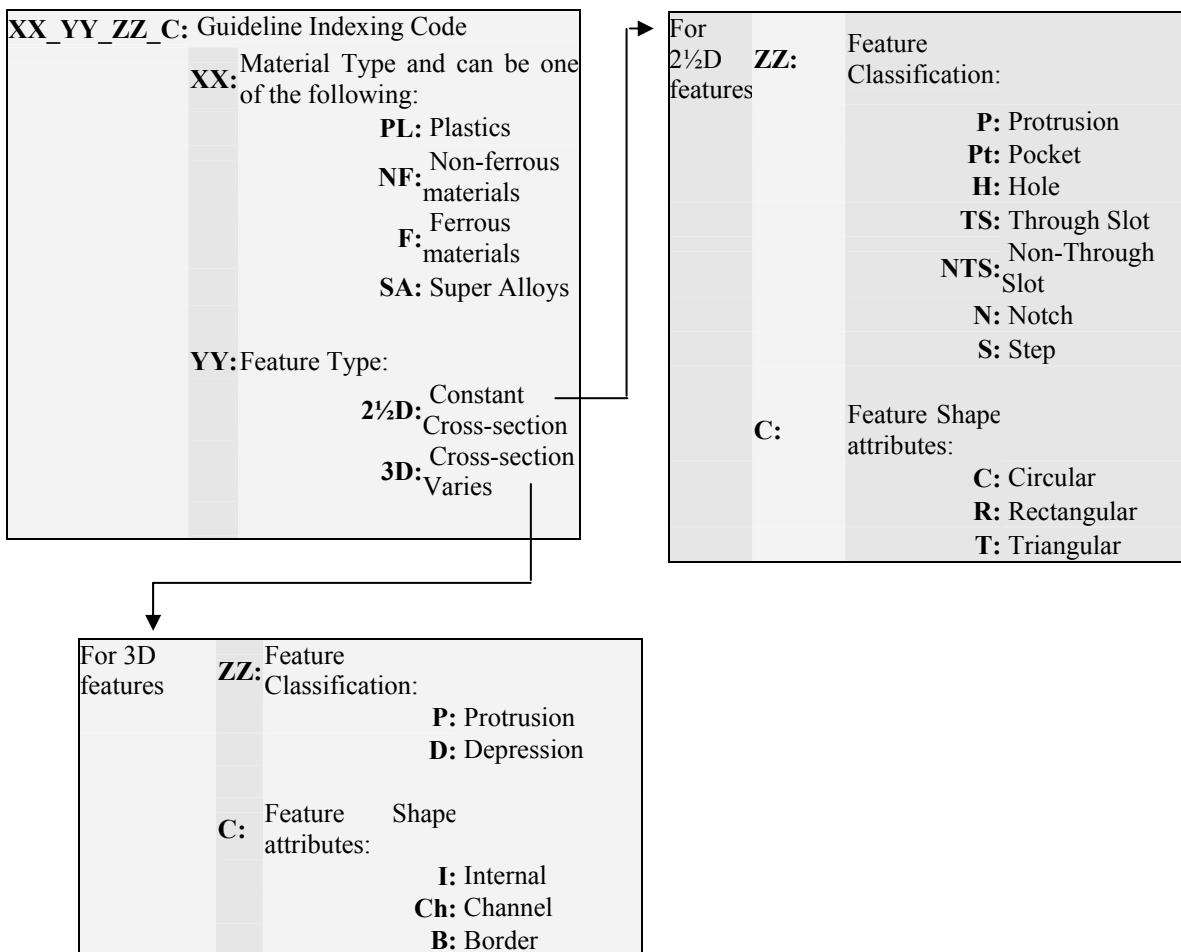 XX_YY_ZZ_C: Guideline Indexing Code
XX: Material Type and can be one
of the following:
PL: Plastics
NF: Non-ferrous
materials
F: Ferrous
materials
SA: Super Alloys
YY: Feature Type:
2½D: Constant
Cross-section
3D: Cross-section
Varies
For
2½D
features
ZZ: Feature
Classification:
P: Protrusion
Pt: Pocket
H: Hole
TS: Through Slot
NTS: Non-Through
Slot
N: Notch
S: Step
C: Feature Shape
attributes:
C: Circular
R: Rectangular
T: Triangular
For 3D
features
ZZ: Feature
Classification:
P: Protrusion
D: Depression
C: Feature Shape
attributes:
I: Internal
Ch: Channel
B: Border